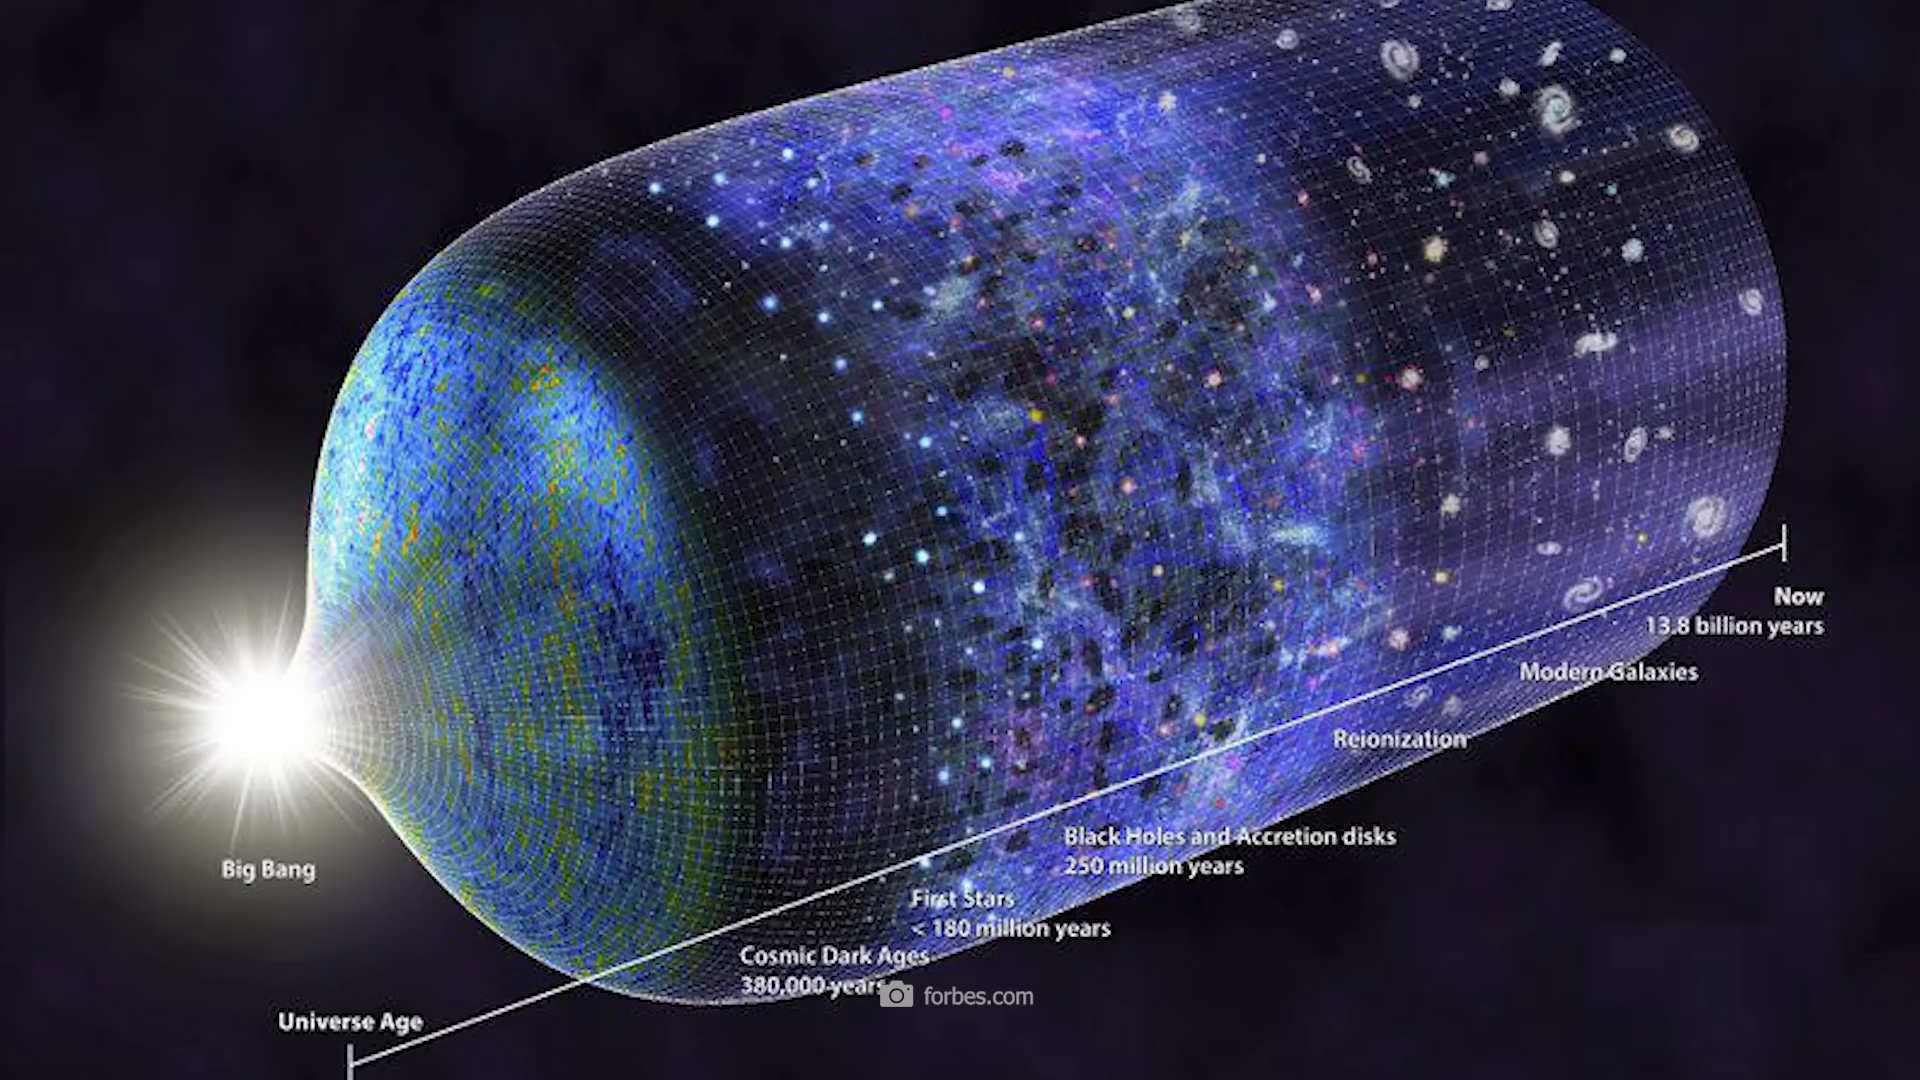 Now
13.8 billion years
Modern Galaxies
Reionization
Black Holes and Accretion disks
250 million years
First Stars
< 180 million years
Cosmic Dark Ages
380,000 years
Big Bang
Universe Age
forbes.com